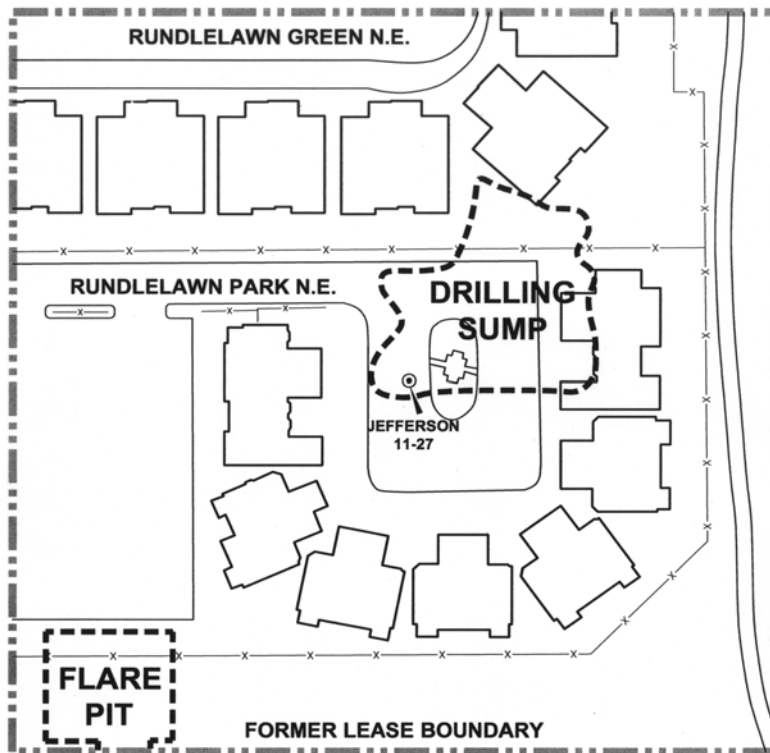 RUNDLELAWN GREEN N.E.
RUNDLELAWN PARK N.E.
DRILLING
SUMP
JEFFERSON
11-27
FLARE
PIT
FORMER LEASE BOUNDARY